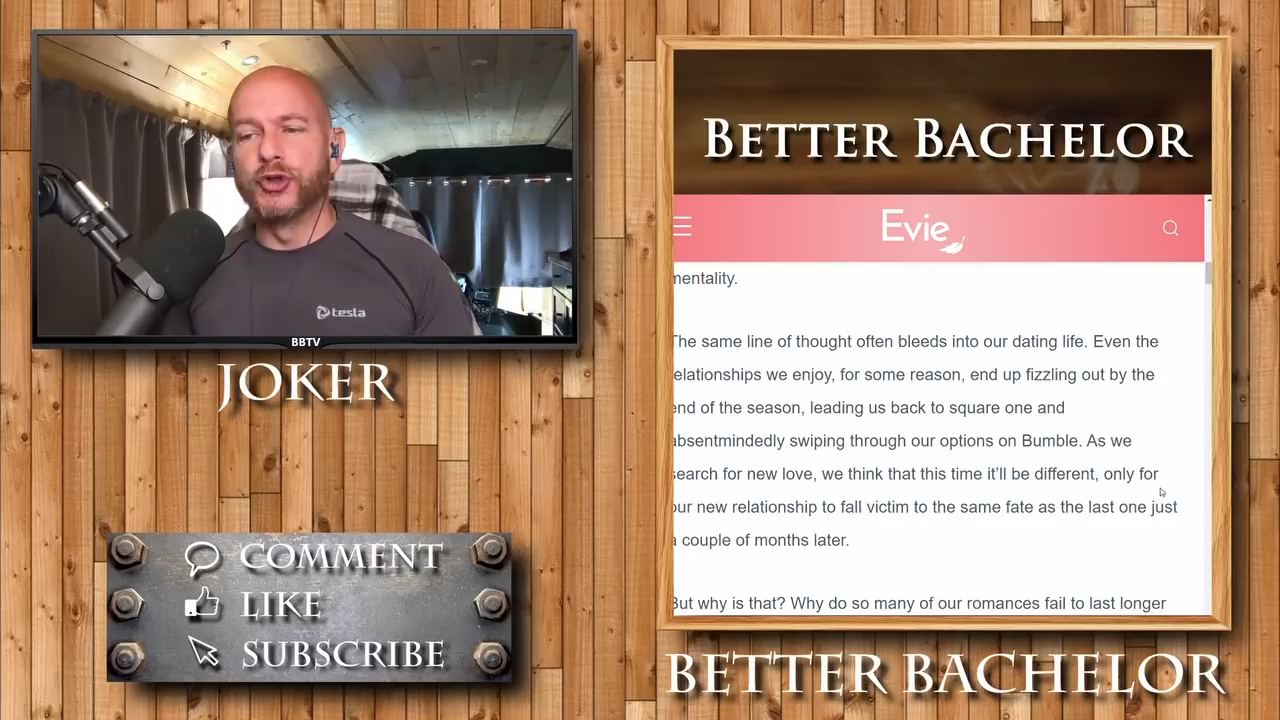 tesla
BBTV
JOKER
COMMENT
LIKE
SUBSCRIBE
BETTER BACHELOR
Evie
mentality.
The same line of thought often bleeds into our dating life. Even the
relationships we enjoy, for some reason, end up fizzling out by the
end of the season, leading us back to square one and
absentmindedly swiping through our options on Bumble. As we
search for new love, we think that this time it’ll be different, only for
our new relationship to fall victim to the same fate as the last one just
a couple of months later.
But why is that? Why do so many of our romances fail to last longer
BETTER BACHELOR